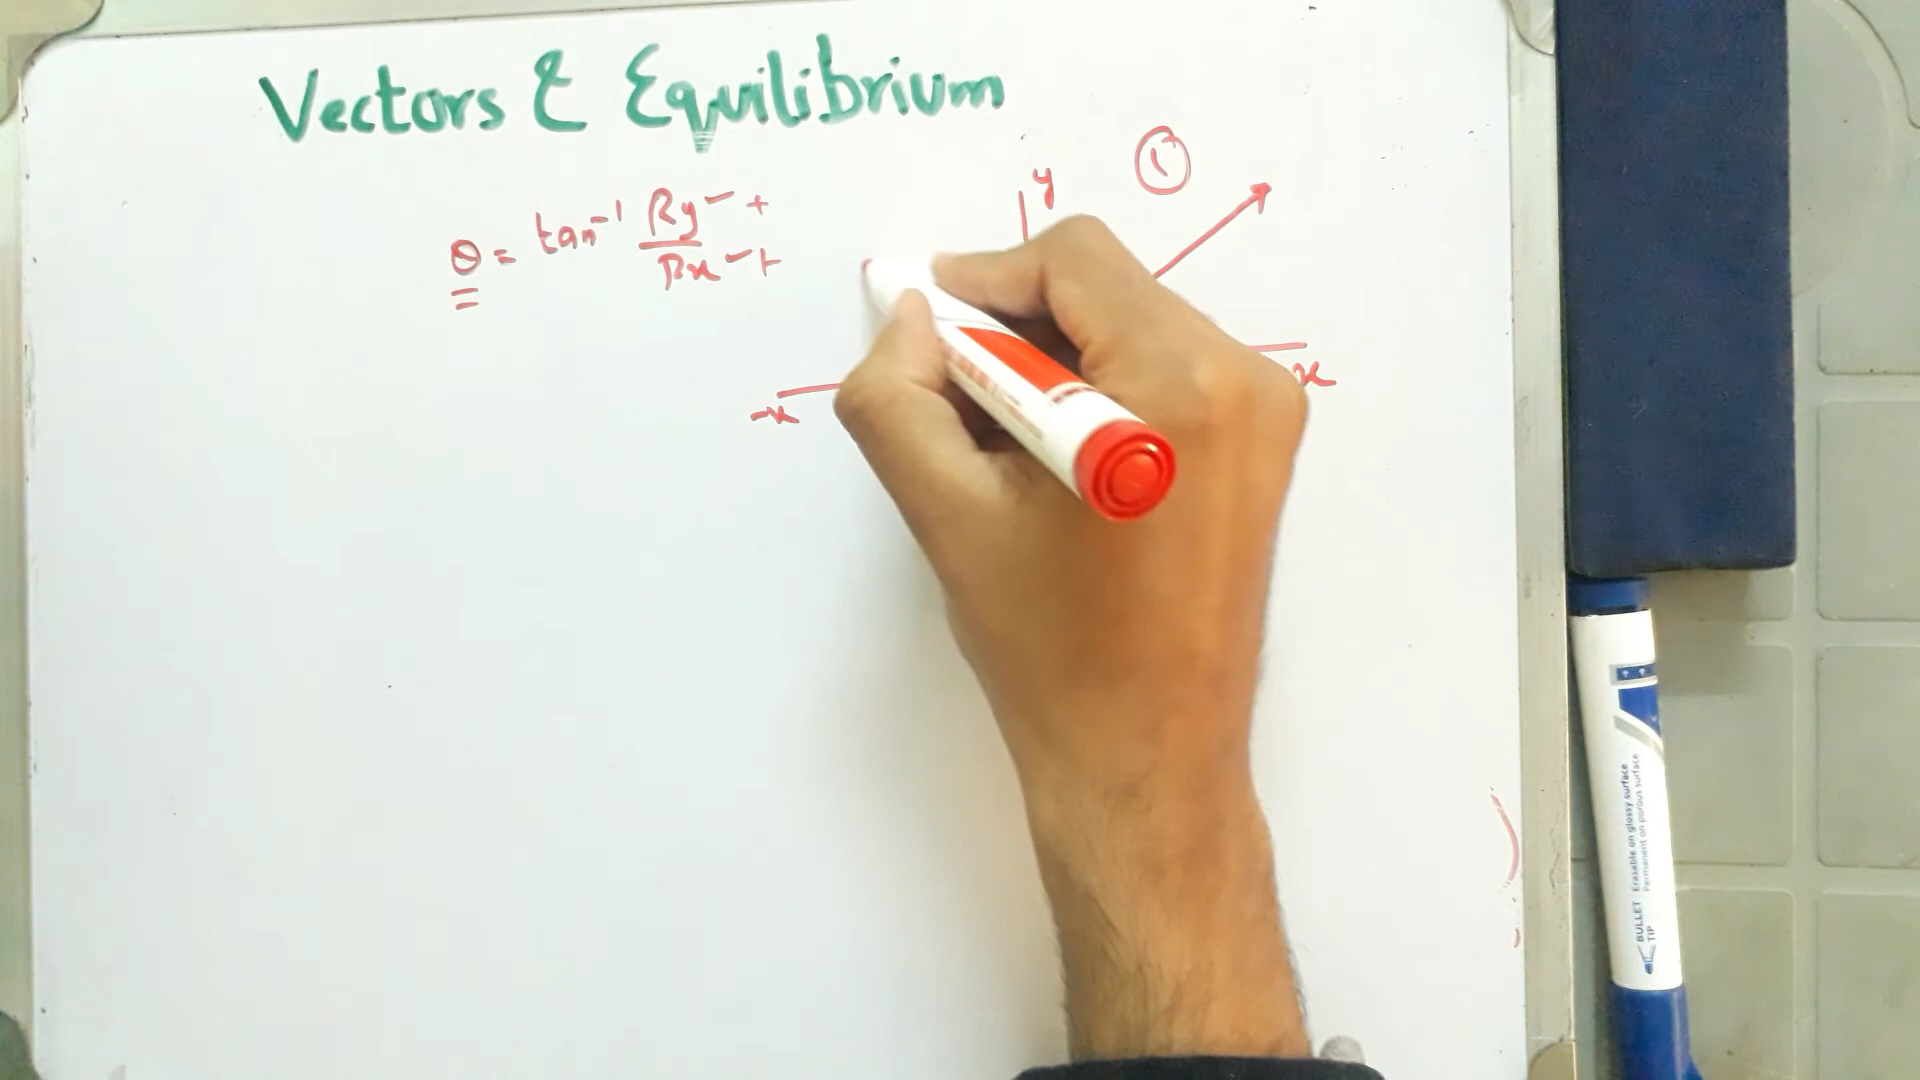 Vectors & Equilibrium
y
①
θ = tan⁻¹ Ry - +
Rx - +
-x
x
BULLET TIP
Erasable on glossy surface
Permanent on porous surface